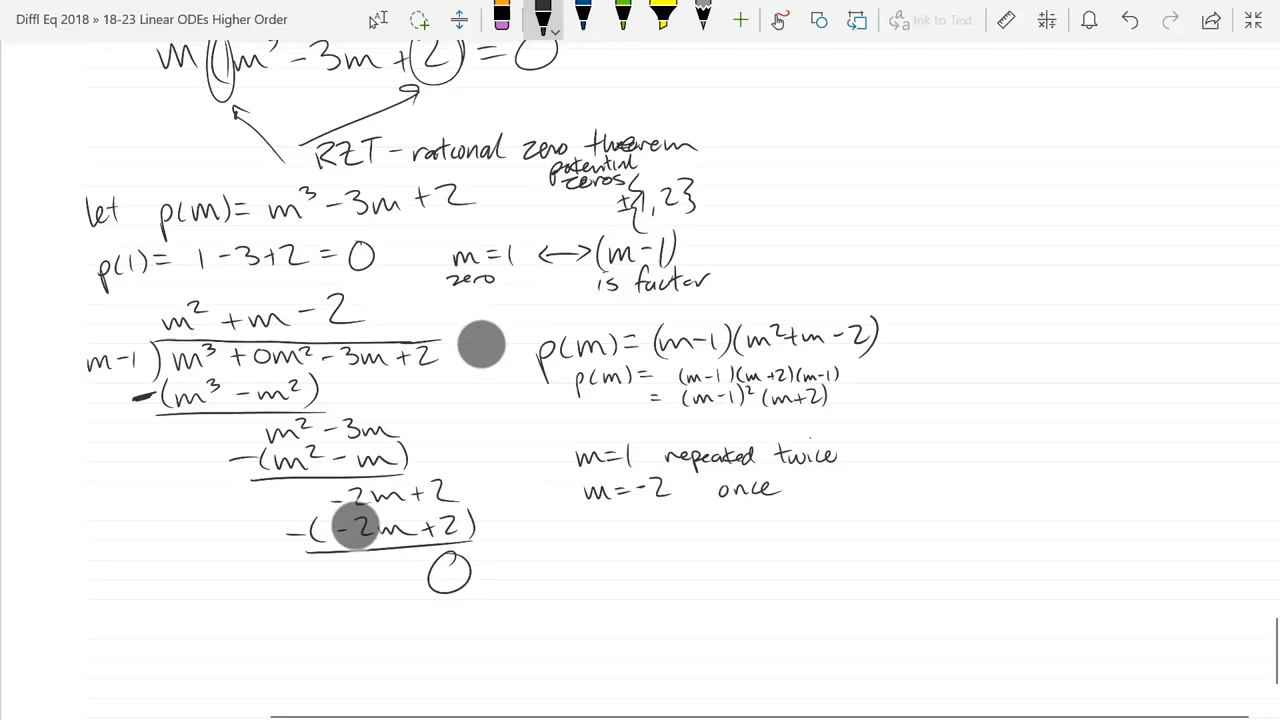 Diffl Eq 2018 » 18-23 Linear ODEs Higher Order
Ink to Text
m(1m³ - 3m + 2) = 0
RZT - rational zero theorem
potential
zeros
±{1, 2}
let p(m) = m³ - 3m + 2
p(1) = 1 - 3 + 2 = 0
m = 1 ⟷ (m-1)
zero is factor
m² + m - 2
m-1 ) m³ + 0m² - 3m + 2
-(m³ - m²)
m² - 3m
-(m² - m)
-2m + 2
-(-2m + 2)
0
p(m) = (m-1)(m²+m-2)
p(m) = (m-1)(m+2)(m-1)
= (m-1)²(m+2)
m=1 repeated twice
m=-2 once